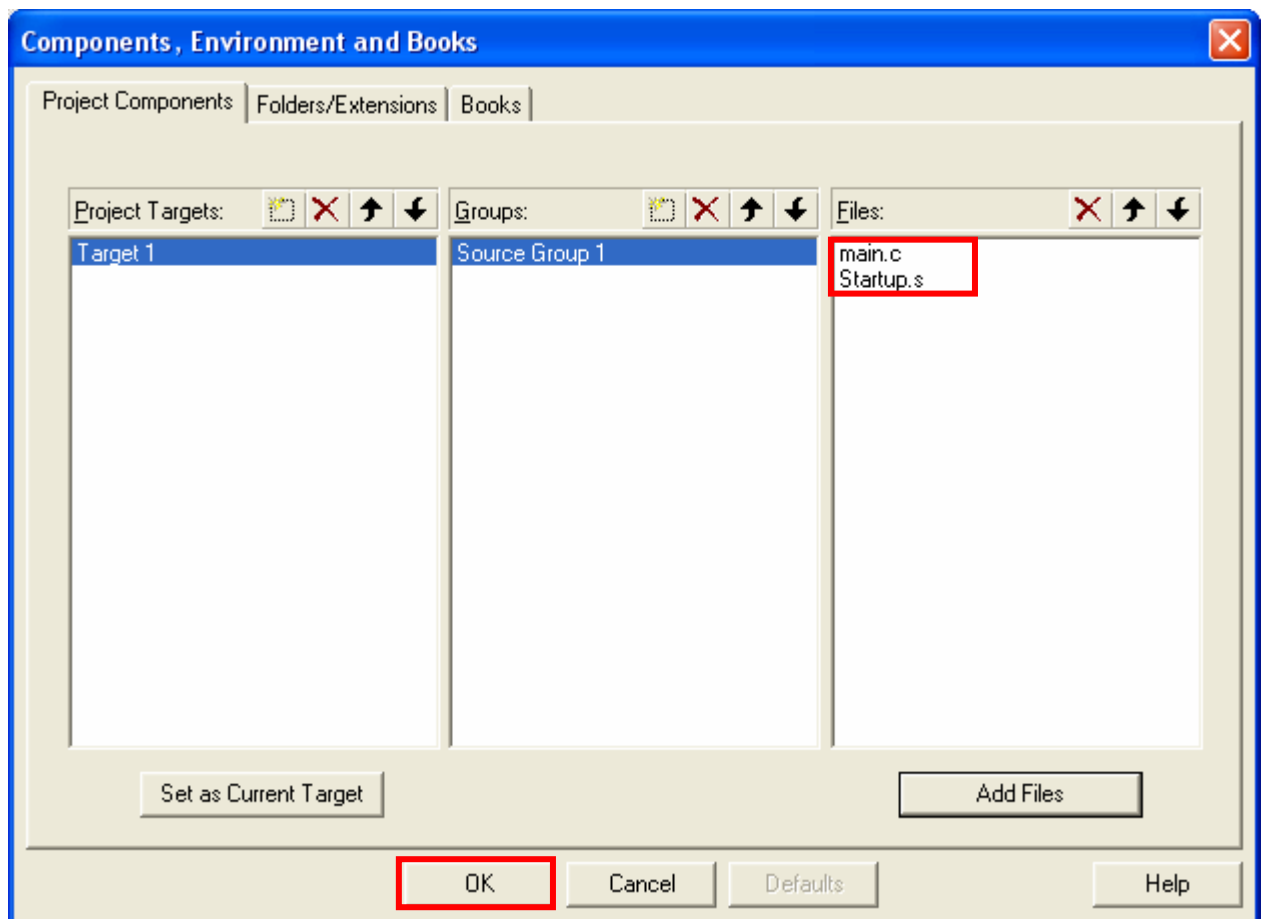 Components, Environment and Books
Project Components
Folders/Extensions
Books
Project Targets:
Groups:
Files:
Target 1
Source Group 1
main.c
Startup.s
Set as Current Target
Add Files
OK
Cancel
Defaults
Help